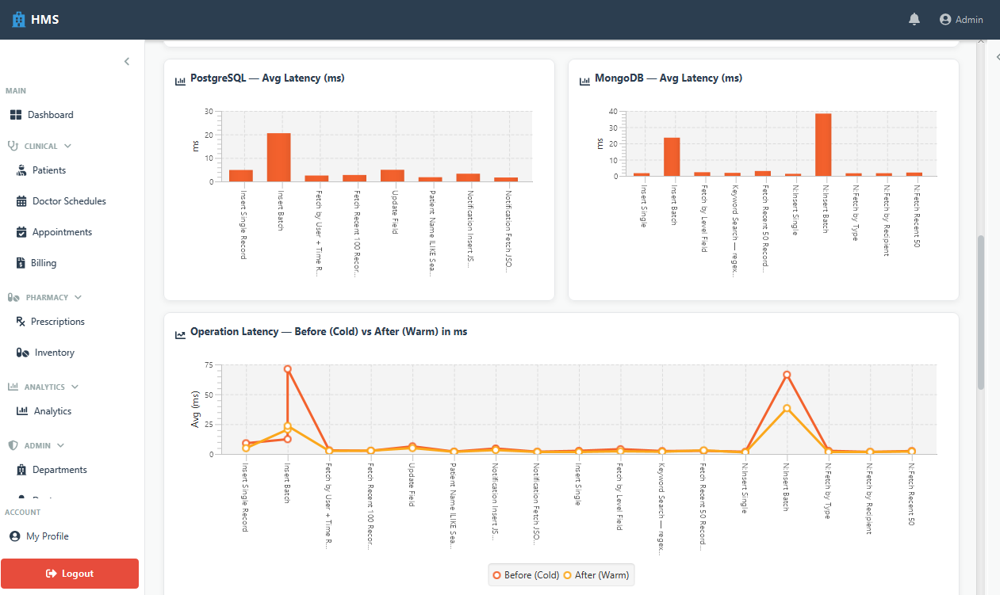 HMS
Admin
MAIN
Dashboard
CLINICAL
Patients
Doctor Schedules
Appointments
Billing
PHARMACY
Prescriptions
Inventory
ANALYTICS
Analytics
ADMIN
Departments
ACCOUNT
My Profile
Logout
PostgreSQL — Avg Latency (ms)
30
20
10
0
ms
Insert Single Record
Insert Batch
Fetch by User + Time R...
Fetch Recent 100 Recor...
Update Field
Patient Name ILIKE Sea...
Notification Insert JS...
Notification Fetch JSO...
MongoDB — Avg Latency (ms)
40
30
20
10
0
ms
Insert Single
Insert Batch
Fetch by Level Field
Keyword Search — regex...
Fetch Recent 50 Record...
N:Insert Single
N:Insert Batch
N:Fetch by Type
N:Fetch by Recipient
N:Fetch Recent 50
Operation Latency — Before (Cold) vs After (Warm) in ms
75
50
25
0
Avg (ms)
Insert Single Record
Insert Batch
Fetch by User + Time R...
Fetch Recent 100 Recor...
Update Field
Patient Name ILIKE Sea...
Notification Insert JS...
Notification Fetch JSO...
Insert Single
Fetch by Level Field
Keyword Search — regex...
Fetch Recent 50 Record...
N:Insert Single
N:Insert Batch
N:Fetch by Type
N:Fetch by Recipient
N:Fetch Recent 50
Before (Cold) After (Warm)